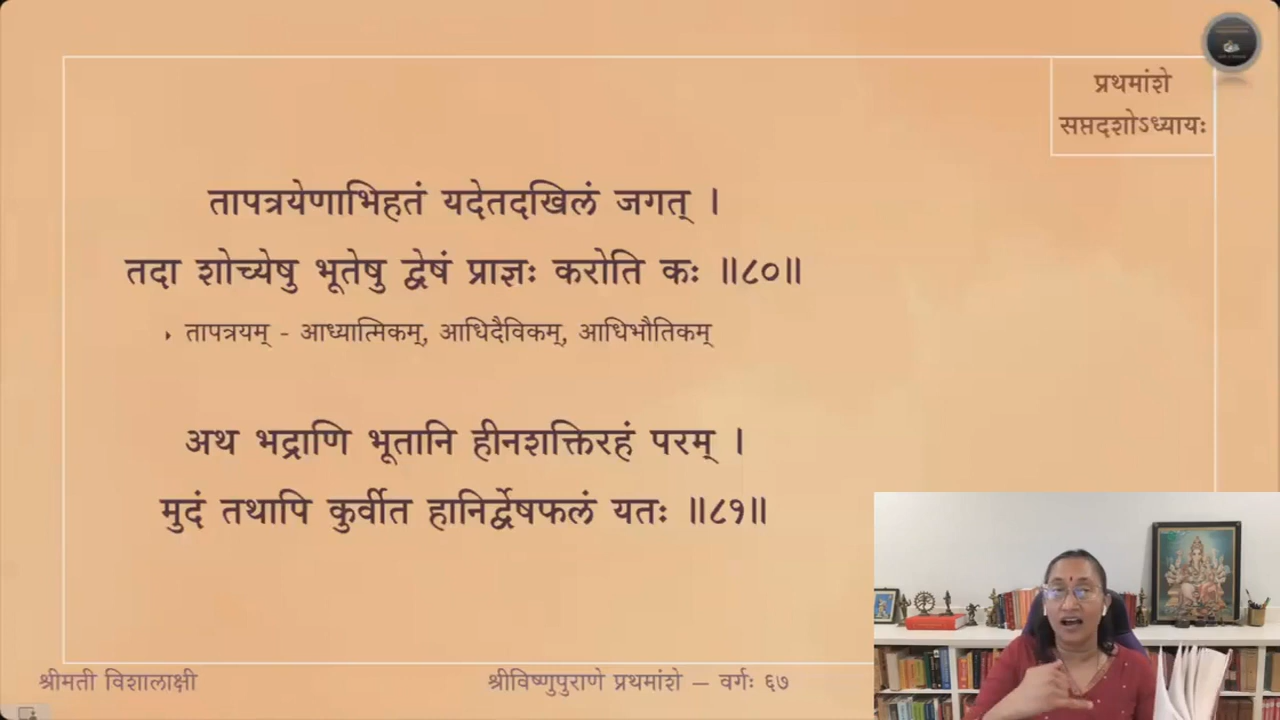 प्रथमांशे
सप्तदशोऽध्यायः
तापत्रयेणाभिहतं यदेतदखिलं जगत् ।
तदा शोच्येषु भूतेषु द्वेषं प्राज्ञः करोति कः ॥८०॥
तापत्रयम् - आध्यात्मिकम्, आधिदैविकम्, आधिभौतिकम्
अथ भद्राणि भूतानि हीनशक्तिरहं परम् ।
मुदं तथापि कुर्वीत हानिर्द्वेषफलं यतः ॥८१॥
श्रीमती विशालाक्षी
श्रीविष्णुपुराणे प्रथमांशे – वर्गः ६७